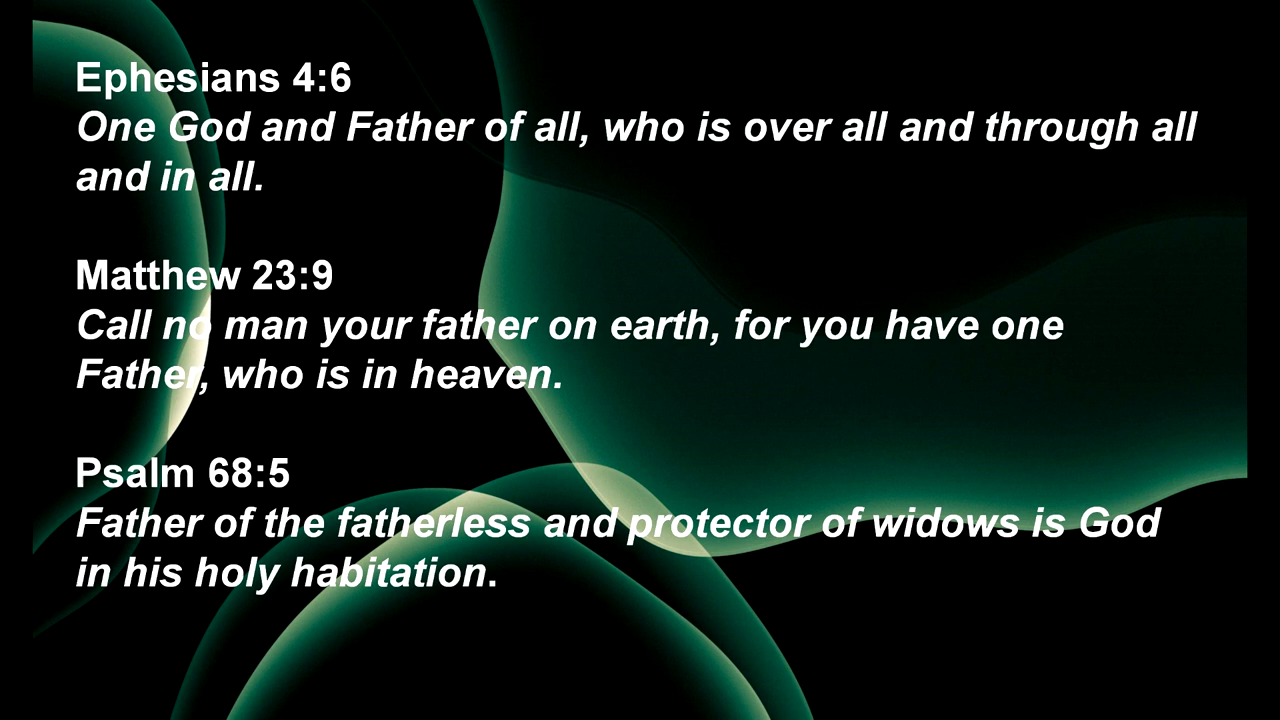 Ephesians 4:6
One God and Father of all, who is over all and through all
and in all.
Matthew 23:9
Call no man your father on earth, for you have one
Father, who is in heaven.
Psalm 68:5
Father of the fatherless and protector of widows is God
in his holy habitation.